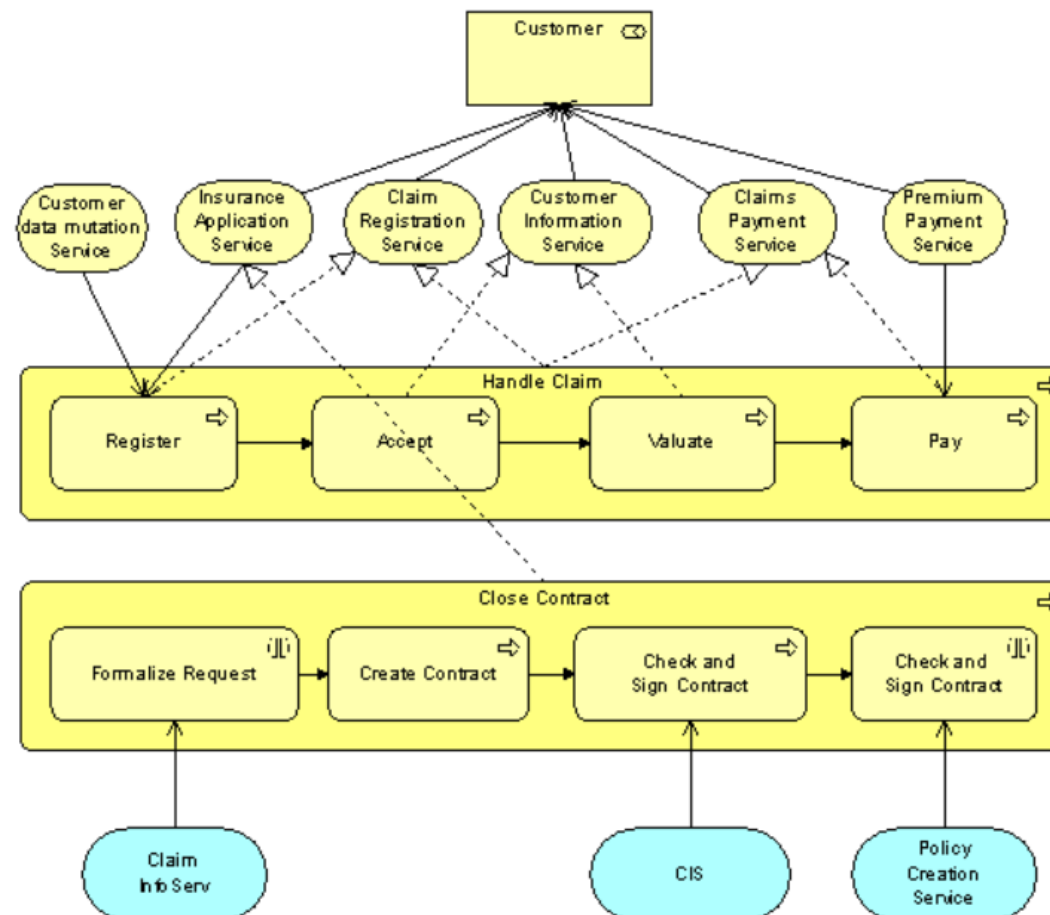 Customer
Customer
data mutation
Service
Insurance
Application
Service
Claim
Registration
Service
Customer
Information
Service
Claims
Payment
Service
Premium
Payment
Service
Handle Claim
Register
Accept
Valuate
Pay
Close Contract
Formalize Request
Create Contract
Check and
Sign Contract
Check and
Sign Contract
Claim
Info Serv
CIS
Policy
Creation
Service